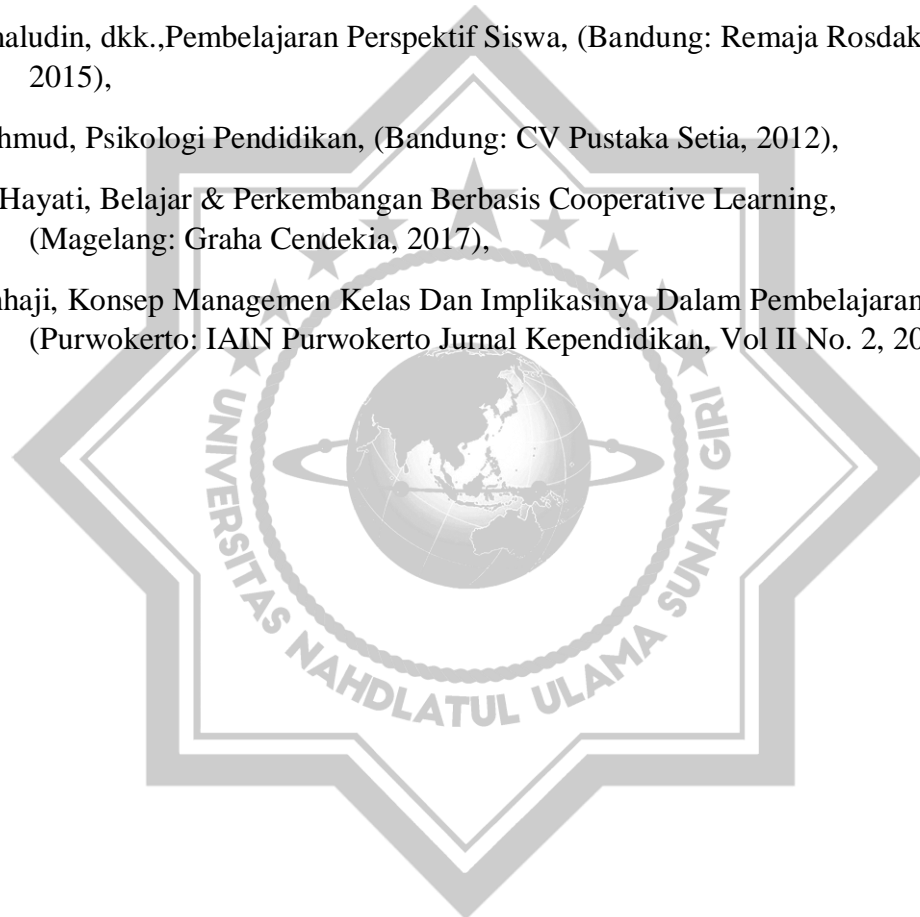 naludin, dkk.,Pembelajaran Perspektif Siswa, (Bandung: Remaja Rosdak
2015),
hmud, Psikologi Pendidikan, (Bandung: CV Pustaka Setia, 2012),
Hayati, Belajar & Perkembangan Berbasis Cooperative Learning,
(Magelang: Graha Cendekia, 2017),
nhaji, Konsep Managemen Kelas Dan Implikasinya Dalam Pembelajaran
(Purwokerto: IAIN Purwokerto Jurnal Kependidikan, Vol II No. 2, 20
UNIVERSITAS NAHDLATUL ULAMA SUNAN GIRI